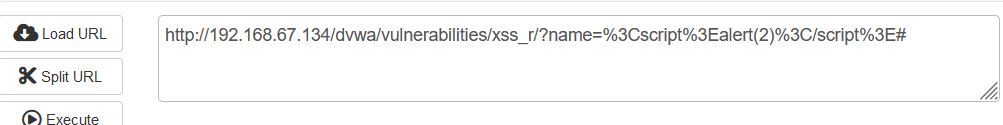 Load URL
http://192.168.67.134/dvwa/vulnerabilities/xss_r/?name=%3Cscript%3Ealert(2)%3C/script%3E#
Split URL
Execute